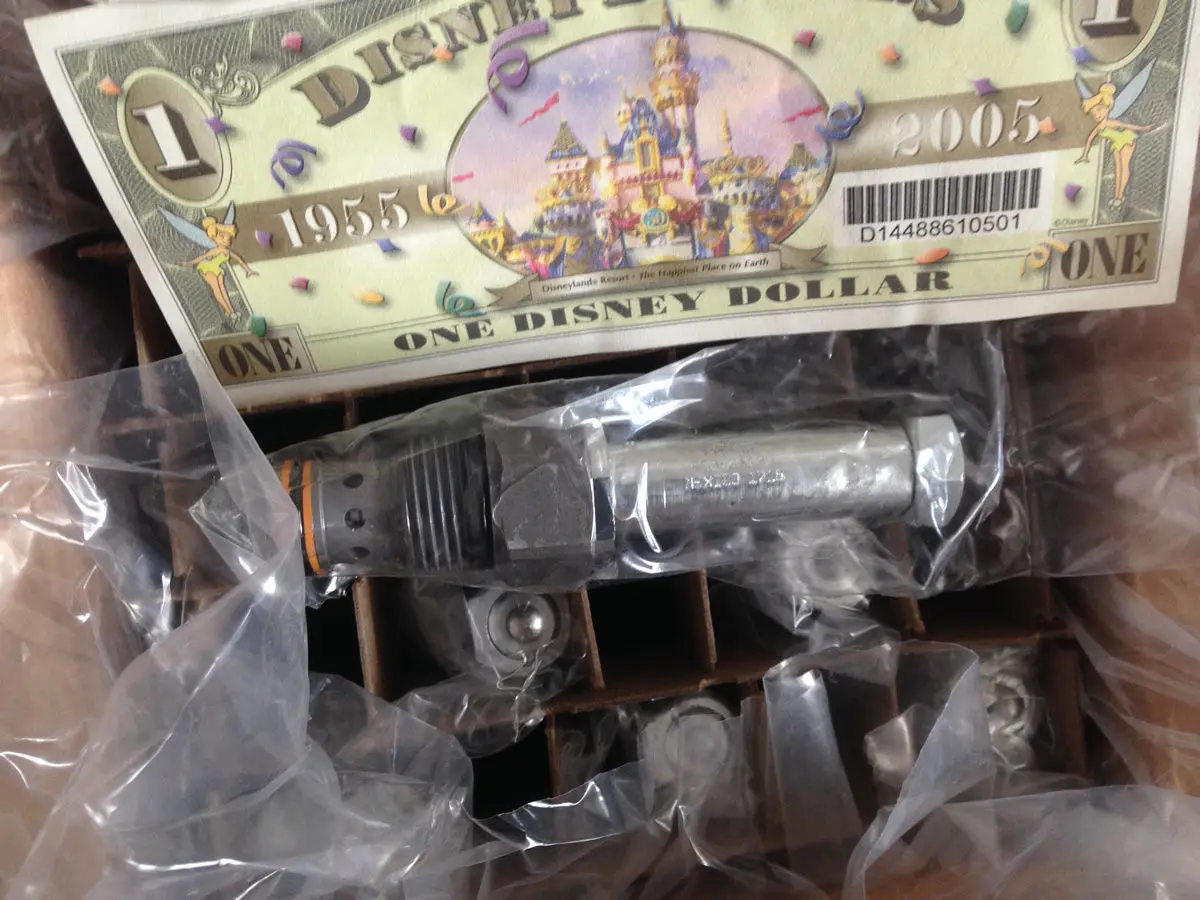 1
DISNEY
1
1955
2005
D14488610501
©Disney
Disneyland® Resort • The Happiest Place on Earth
ONE DISNEY DOLLAR
ONE
ONE